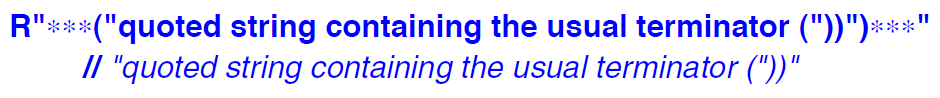 R"***("quoted string containing the usual terminator ("))")***"
// "quoted string containing the usual terminator ("))"